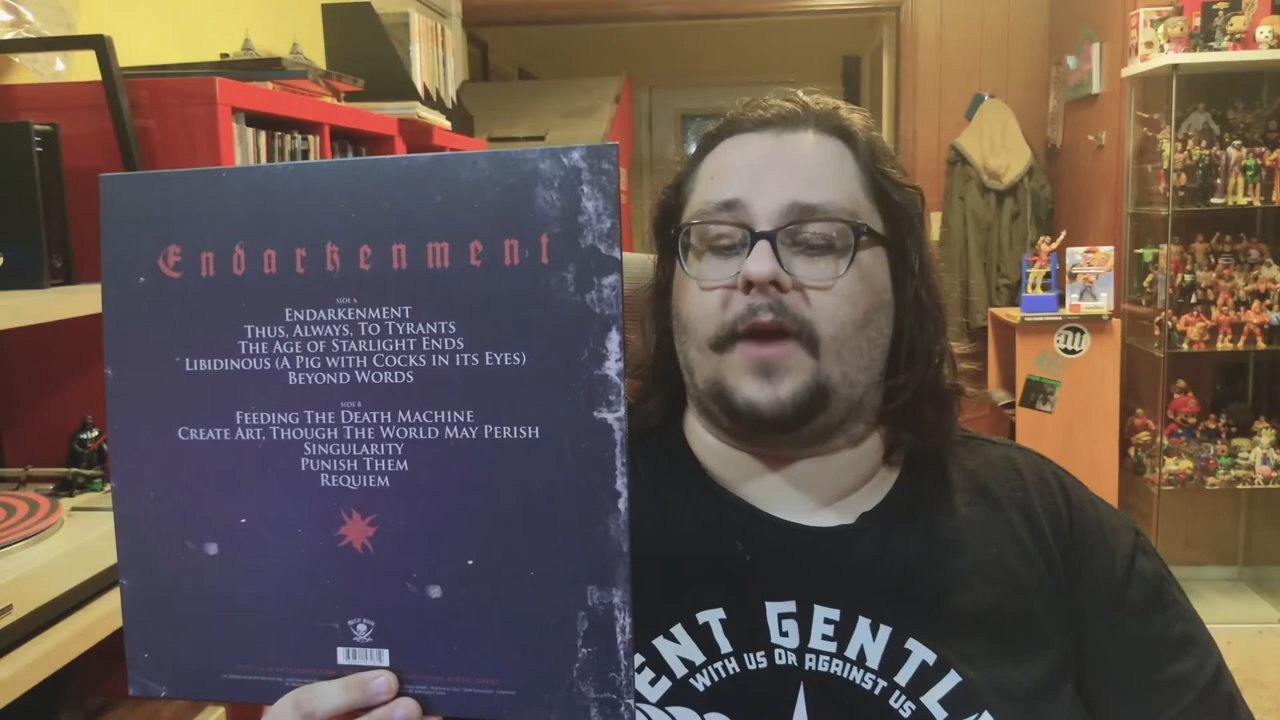 Endarkenment
SIDE A
ENDARKENMENT
THUS, ALWAYS, TO TYRANTS
THE AGE OF STARLIGHT ENDS
LIBIDINOUS (A PIG WITH COCKS IN ITS EYES)
BEYOND WORDS
SIDE B
FEEDING THE DEATH MACHINE
CREATE ART, THOUGH THE WORLD MAY PERISH
SINGULARITY
PUNISH THEM
REQUIEM
ENT GENTL
WITH US OR AGAINST US